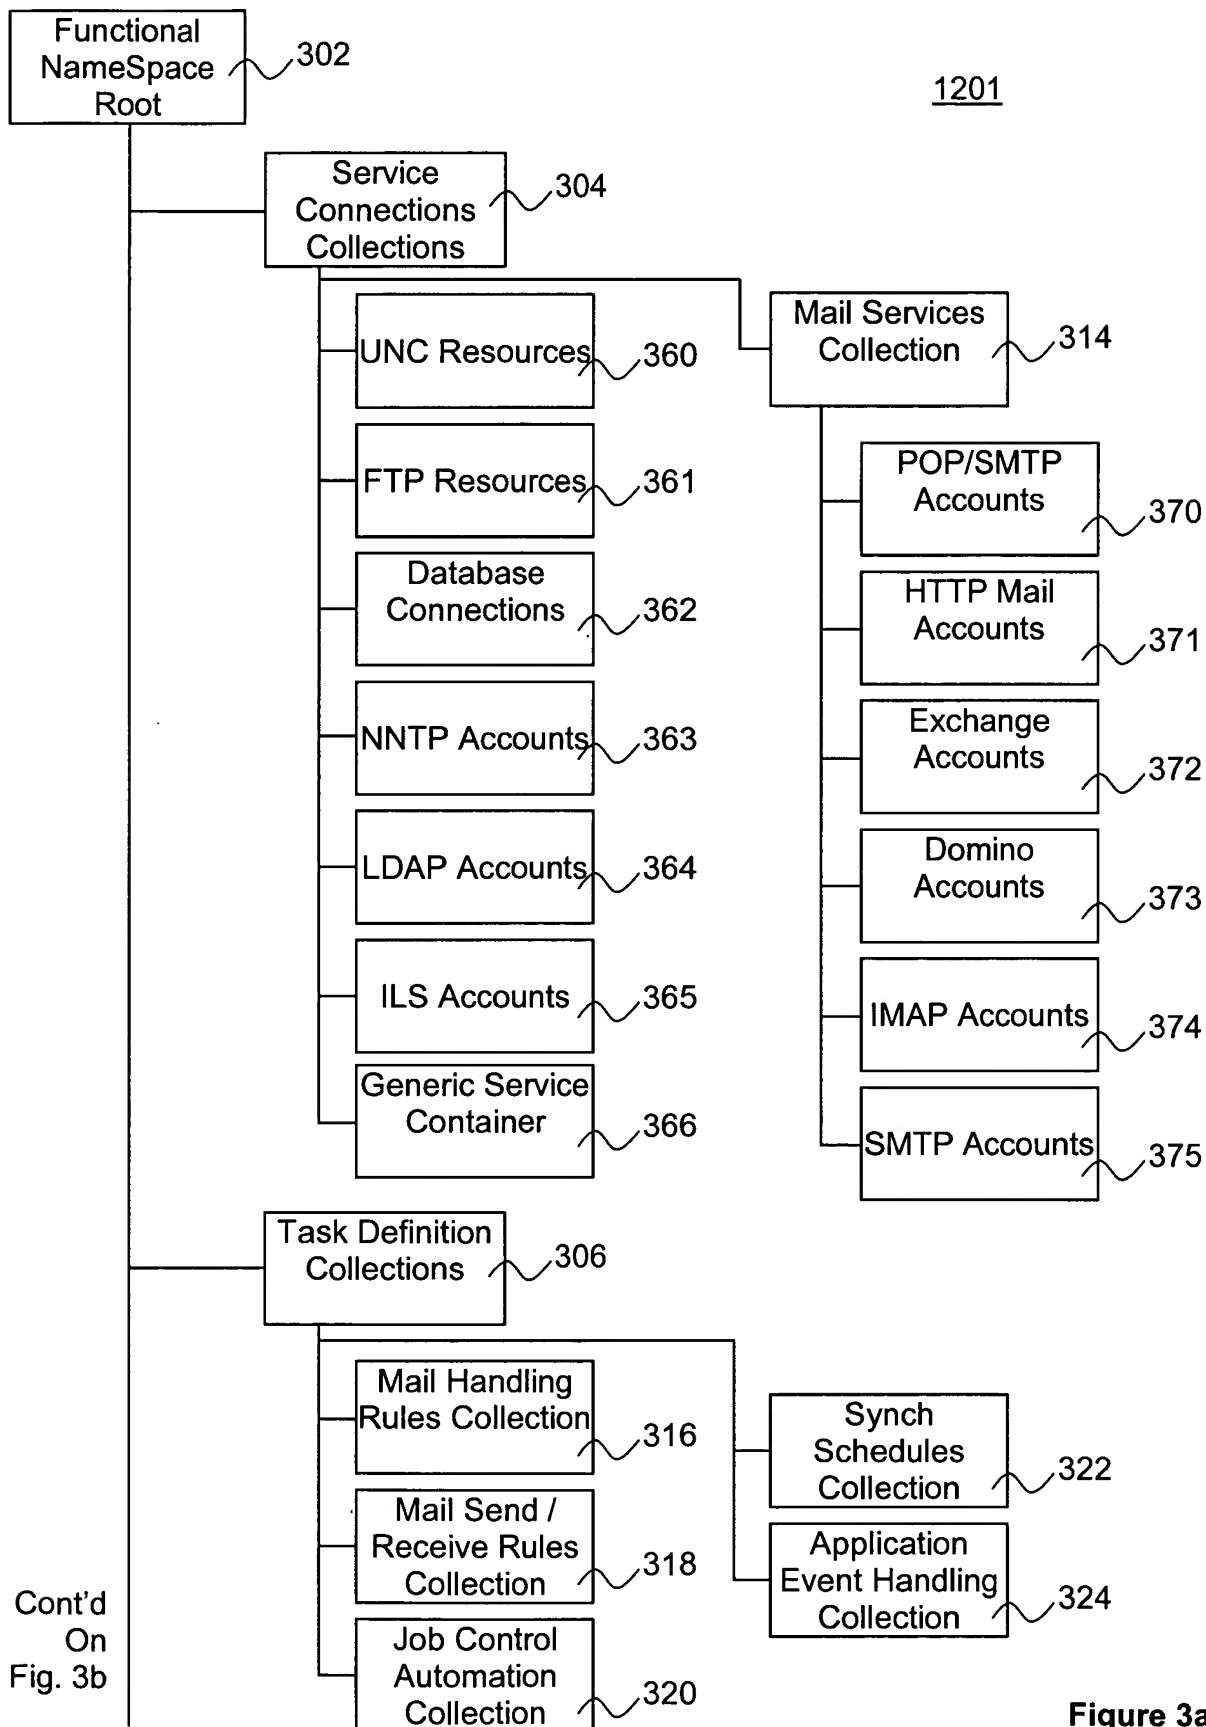 Functional
NameSpace
Root
302
1201
Service
Connections
Collections
304
UNC Resources
360
FTP Resources
361
Database
Connections
362
NNTP Accounts
363
LDAP Accounts
364
ILS Accounts
365
Generic Service
Container
366
Mail Services
Collection
314
POP/SMTP
Accounts
370
HTTP Mail
Accounts
371
Exchange
Accounts
372
Domino
Accounts
373
IMAP Accounts
374
SMTP Accounts
375
Task Definition
Collections
306
Mail Handling
Rules Collection
316
Mail Send /
Receive Rules
Collection
318
Job Control
Automation
Collection
320
Synch
Schedules
Collection
322
Application
Event Handling
Collection
324
Cont'd
On
Fig. 3b
Figure 3a